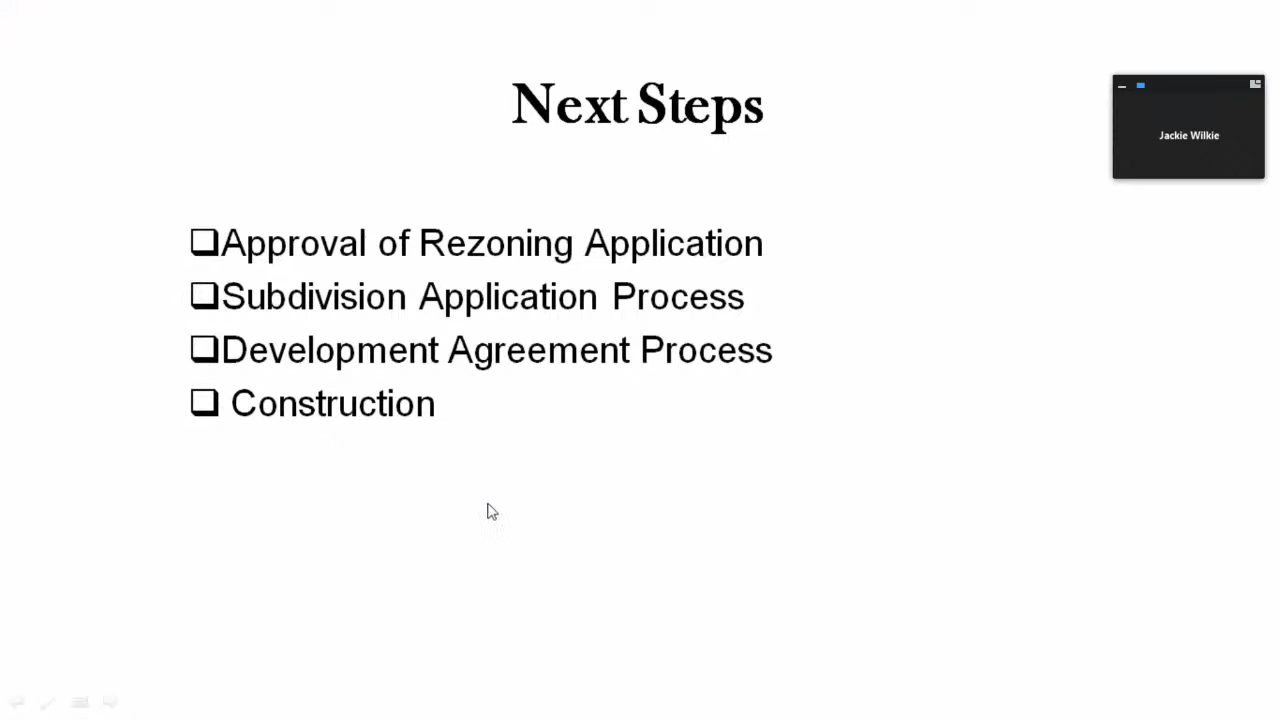 Next Steps
Jackie Wilkie
Approval of Rezoning Application
Subdivision Application Process
Development Agreement Process
Construction